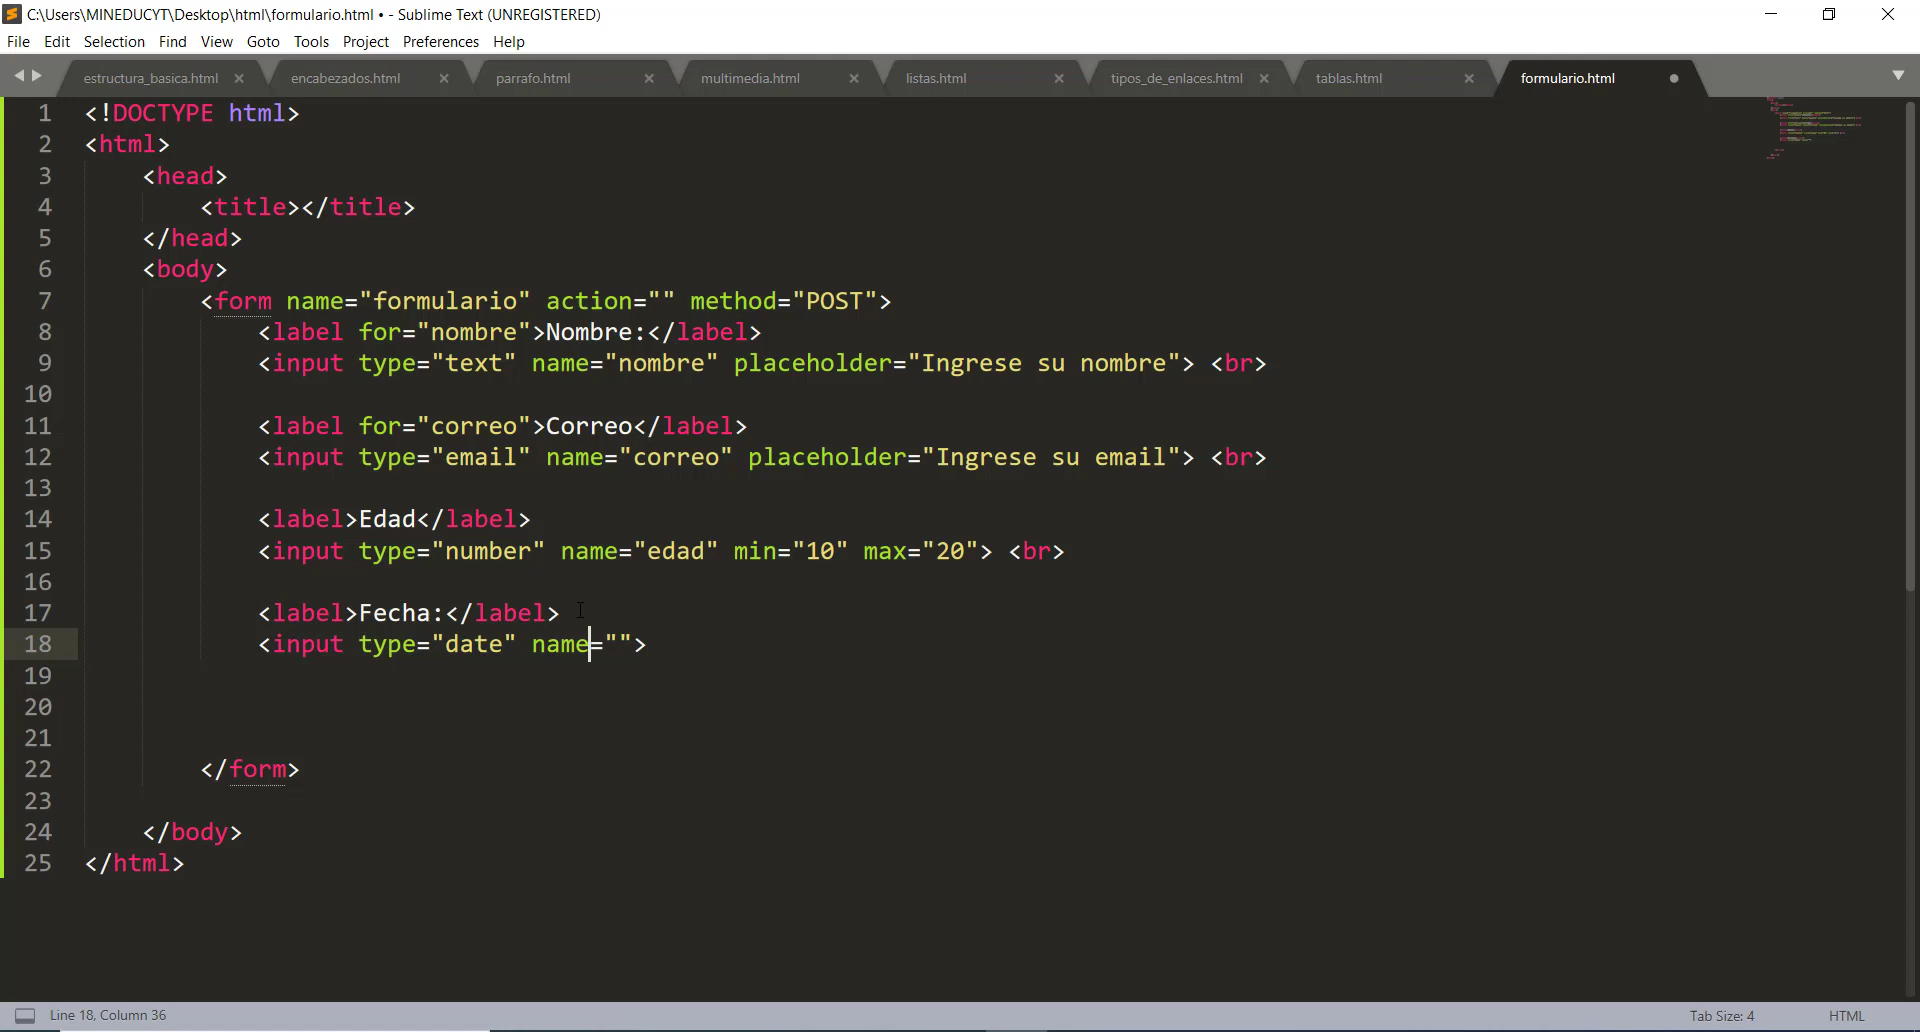 C:\Users\MINEDUCYT\Desktop\html\formulario.html • - Sublime Text (UNREGISTERED)
File Edit Selection Find View Goto Tools Project Preferences Help
estructura_basica.html encabezados.html parrafo.html multimedia.html listas.html tipos_de_enlaces.html tablas.html formulario.html
1 <!DOCTYPE html>
2 <html>
3 <head>
4 <title></title>
5 </head>
6 <body>
7 <form name="formulario" action="" method="POST">
8 <label for="nombre">Nombre:</label>
9 <input type="text" name="nombre" placeholder="Ingrese su nombre"> <br>
10
11 <label for="correo">Correo</label>
12 <input type="email" name="correo" placeholder="Ingrese su email"> <br>
13
14 <label>Edad</label>
15 <input type="number" name="edad" min="10" max="20"> <br>
16
17 <label>Fecha:</label>
18 <input type="date" name="">
19
20
21
22 </form>
23
24 </body>
25 </html>
Line 18, Column 36 Tab Size: 4 HTML